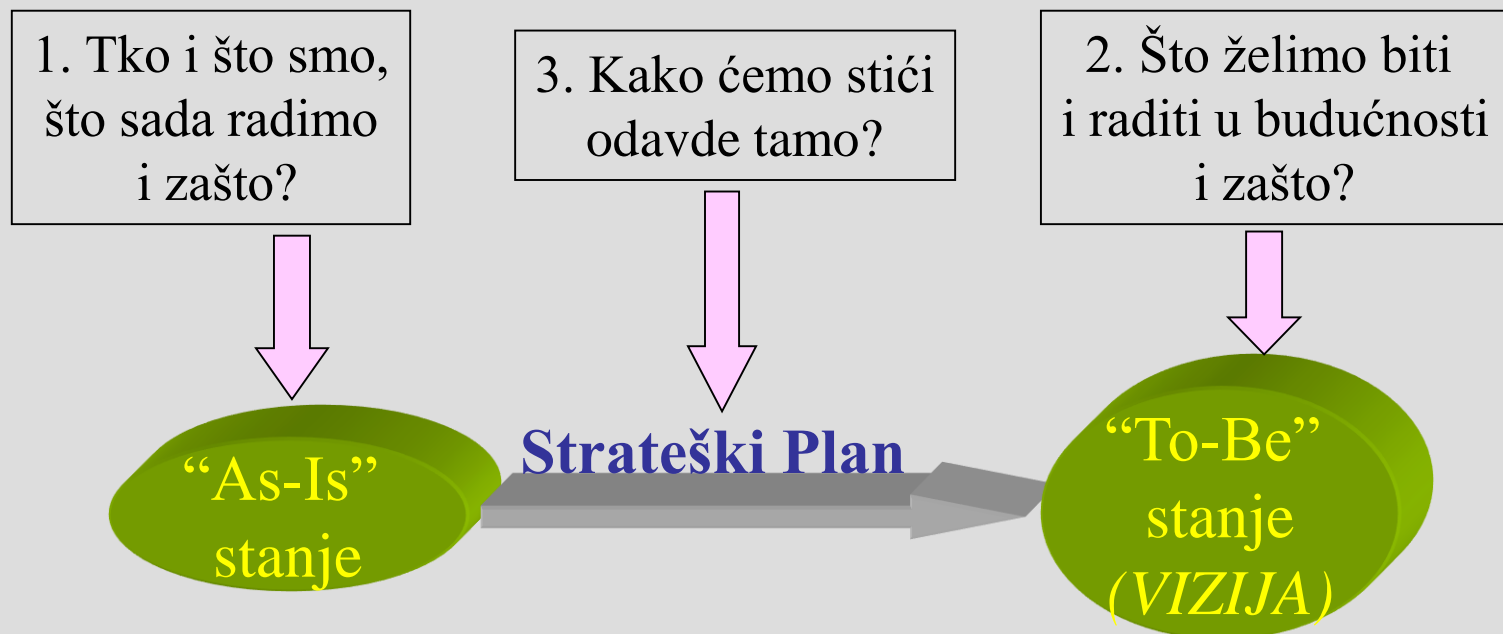 1. Tko i što smo,
što sada radimo
i zašto?
3. Kako ćemo stići
odavde tamo?
2. Što želimo biti
i raditi u budućnosti
i zašto?
“As-Is”
stanje
Strateški Plan
“To-Be”
stanje
(VIZIJA)